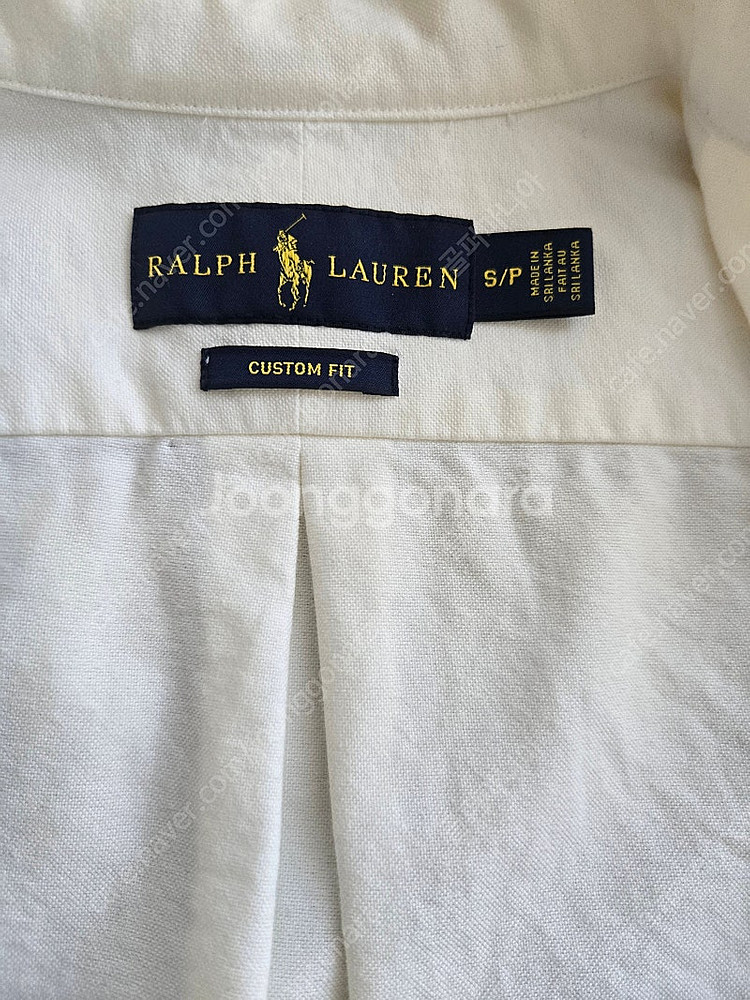 RALPH LAUREN
S/P
MADE IN
SRI LANKA
FAIT AU
SRI LANKA
CUSTOM FIT
Joonggonara